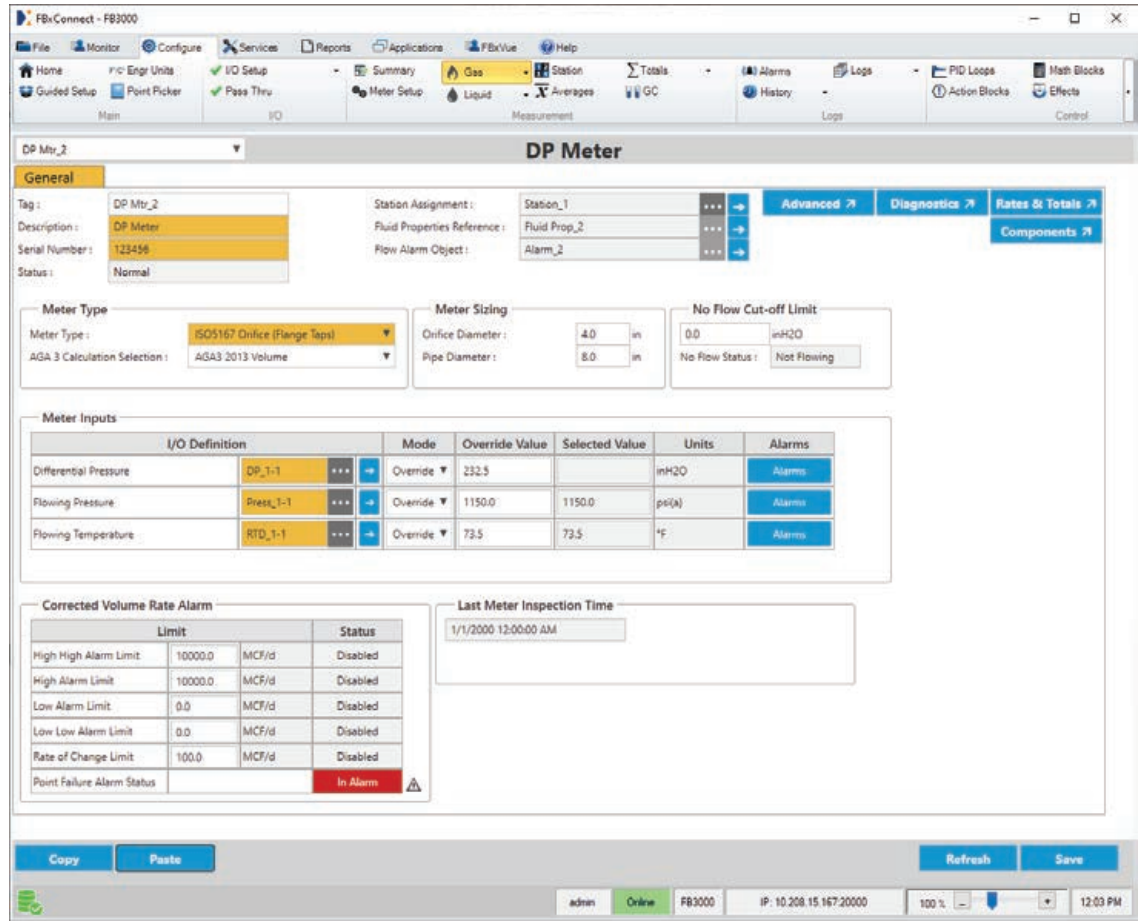 FBxConnect - FB3000
File Monitor Configure Services Reports Applications FBxVue Help
Home Engr Units I/O Setup Summary Gas Station Totals Alarms Logs PID Loops Math Blocks
Guided Setup Point Picker Pass Thru Meter Setup Liquid Averages GC History Action Blocks Effects
Main I/O Measurement Logs Control
DP Mtr_2
DP Meter
General
Tag : DP Mtr_2 Station Assignment : Station_1 Advanced Diagnostics Rates & Totals
Description : DP Meter Fluid Properties Reference : Fluid Prop_2 Components
Serial Number : 123456 Flow Alarm Object : Alarm_2
Status : Normal
Meter Type Meter Sizing No Flow Cut-off Limit
Meter Type : ISO5167 Orifice (Flange Taps) Orifice Diameter : 4.0 in 0.0 inH2O
AGA 3 Calculation Selection : AGA3 2013 Volume Pipe Diameter : 8.0 in No Flow Status : Not Flowing
Meter Inputs
I/O Definition Mode Override Value Selected Value Units Alarms
Differential Pressure DP_1-1 Override 232.5 inH2O Alarms
Flowing Pressure Press_1-1 Override 1150.0 1150.0 psi(a) Alarms
Flowing Temperature RTD_1-1 Override 73.5 73.5 °F Alarms
Corrected Volume Rate Alarm Last Meter Inspection Time
Limit Status 1/1/2000 12:00:00 AM
High High Alarm Limit 10000.0 MCF/d Disabled
High Alarm Limit 10000.0 MCF/d Disabled
Low Alarm Limit 0.0 MCF/d Disabled
Low Low Alarm Limit 0.0 MCF/d Disabled
Rate of Change Limit 100.0 MCF/d Disabled
Point Failure Alarm Status In Alarm
Copy Paste Refresh Save
admin Online FB3000 IP: 10.208.15.167:20000 100 % - + 12:03 PM